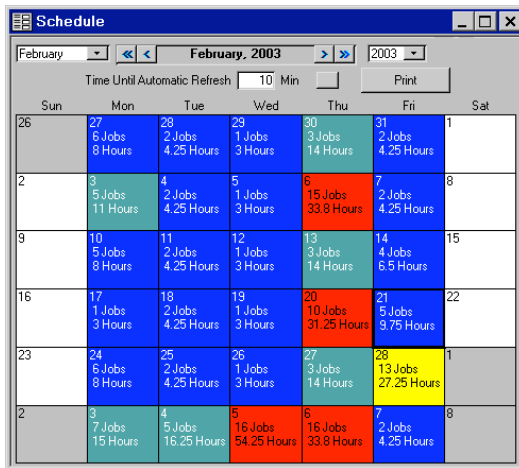 Schedule
February « < February, 2003 > » 2003
Time Until Automatic Refresh 10 Min Print
Sun Mon Tue Wed Thu Fri Sat
26
27
6 Jobs
8 Hours
28
2 Jobs
4.25 Hours
29
1 Jobs
3 Hours
30
3 Jobs
14 Hours
31
2 Jobs
4.25 Hours
1
2
3
5 Jobs
11 Hours
4
2 Jobs
4.25 Hours
5
1 Jobs
3 Hours
6
15 Jobs
33.8 Hours
7
2 Jobs
4.25 Hours
8
9
10
5 Jobs
8 Hours
11
2 Jobs
4.25 Hours
12
1 Jobs
3 Hours
13
3 Jobs
14 Hours
14
4 Jobs
6.5 Hours
15
16
17
1 Jobs
3 Hours
18
2 Jobs
4.25 Hours
19
1 Jobs
3 Hours
20
10 Jobs
31.25 Hours
21
5 Jobs
9.75 Hours
22
23
24
6 Jobs
8 Hours
25
2 Jobs
4.25 Hours
26
1 Jobs
3 Hours
27
3 Jobs
14 Hours
28
13 Jobs
27.25 Hours
1
2
3
7 Jobs
15 Hours
4
5 Jobs
16.25 Hours
5
16 Jobs
54.25 Hours
6
16 Jobs
33.8 Hours
7
2 Jobs
4.25 Hours
8